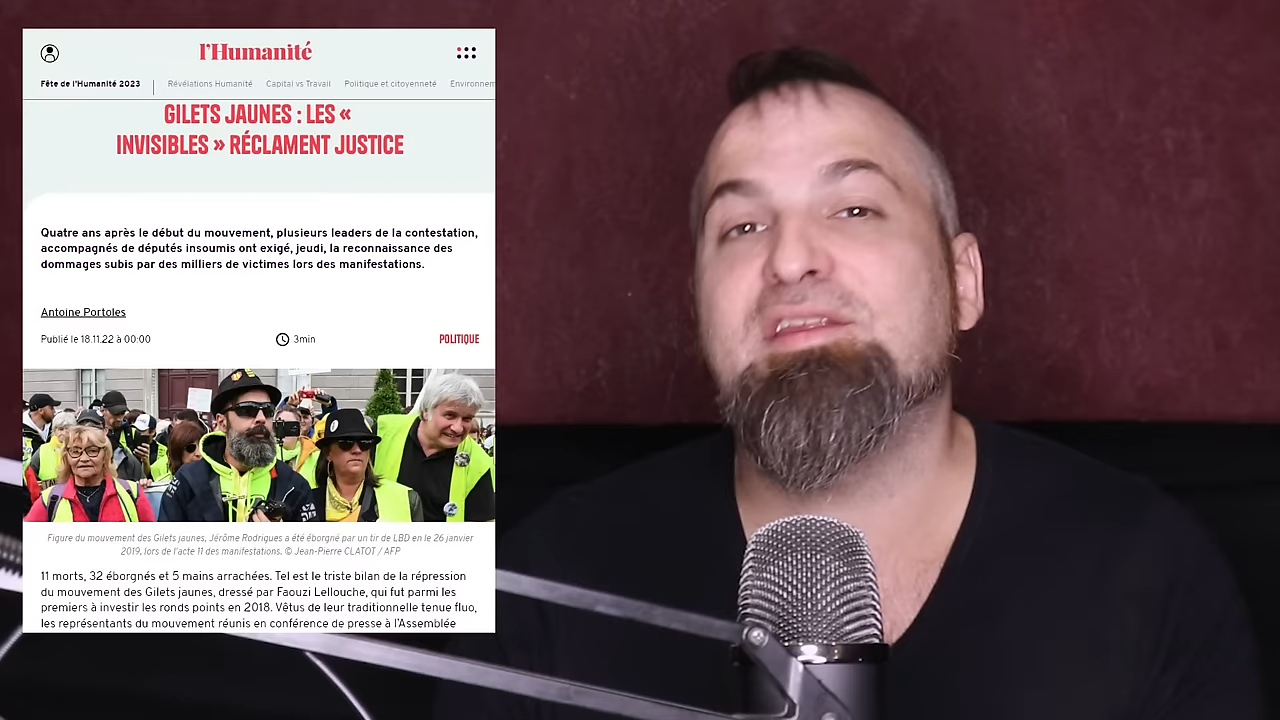 l'Humanité
Fête de l'Humanité 2023 | Révélations Humanité Capital vs Travail Politique et citoyenneté Environnem
GILETS JAUNES : LES «
INVISIBLES » RÉCLAMENT JUSTICE
Quatre ans après le début du mouvement, plusieurs leaders de la contestation,
accompagnés de députés insoumis ont exigé, jeudi, la reconnaissance des
dommages subis par des milliers de victimes lors des manifestations.
Antoine Portoles
Publié le 18.11.22 à 00:00 3min POLITIQUE
Figure du mouvement des Gilets jaunes, Jérôme Rodrigues a été éborgné par un tir de LBD en le 26 janvier
2019, lors de l'acte 11 des manifestations. © Jean-Pierre CLATOT / AFP
11 morts, 32 éborgnés et 5 mains arrachées. Tel est le triste bilan de la répression
du mouvement des Gilets jaunes, dressé par Faouzi Lellouche, qui fut parmi les
premiers à investir les ronds points en 2018. Vêtus de leur traditionnelle tenue fluo,
les représentants du mouvement réunis en conférence de presse à l'Assemblée